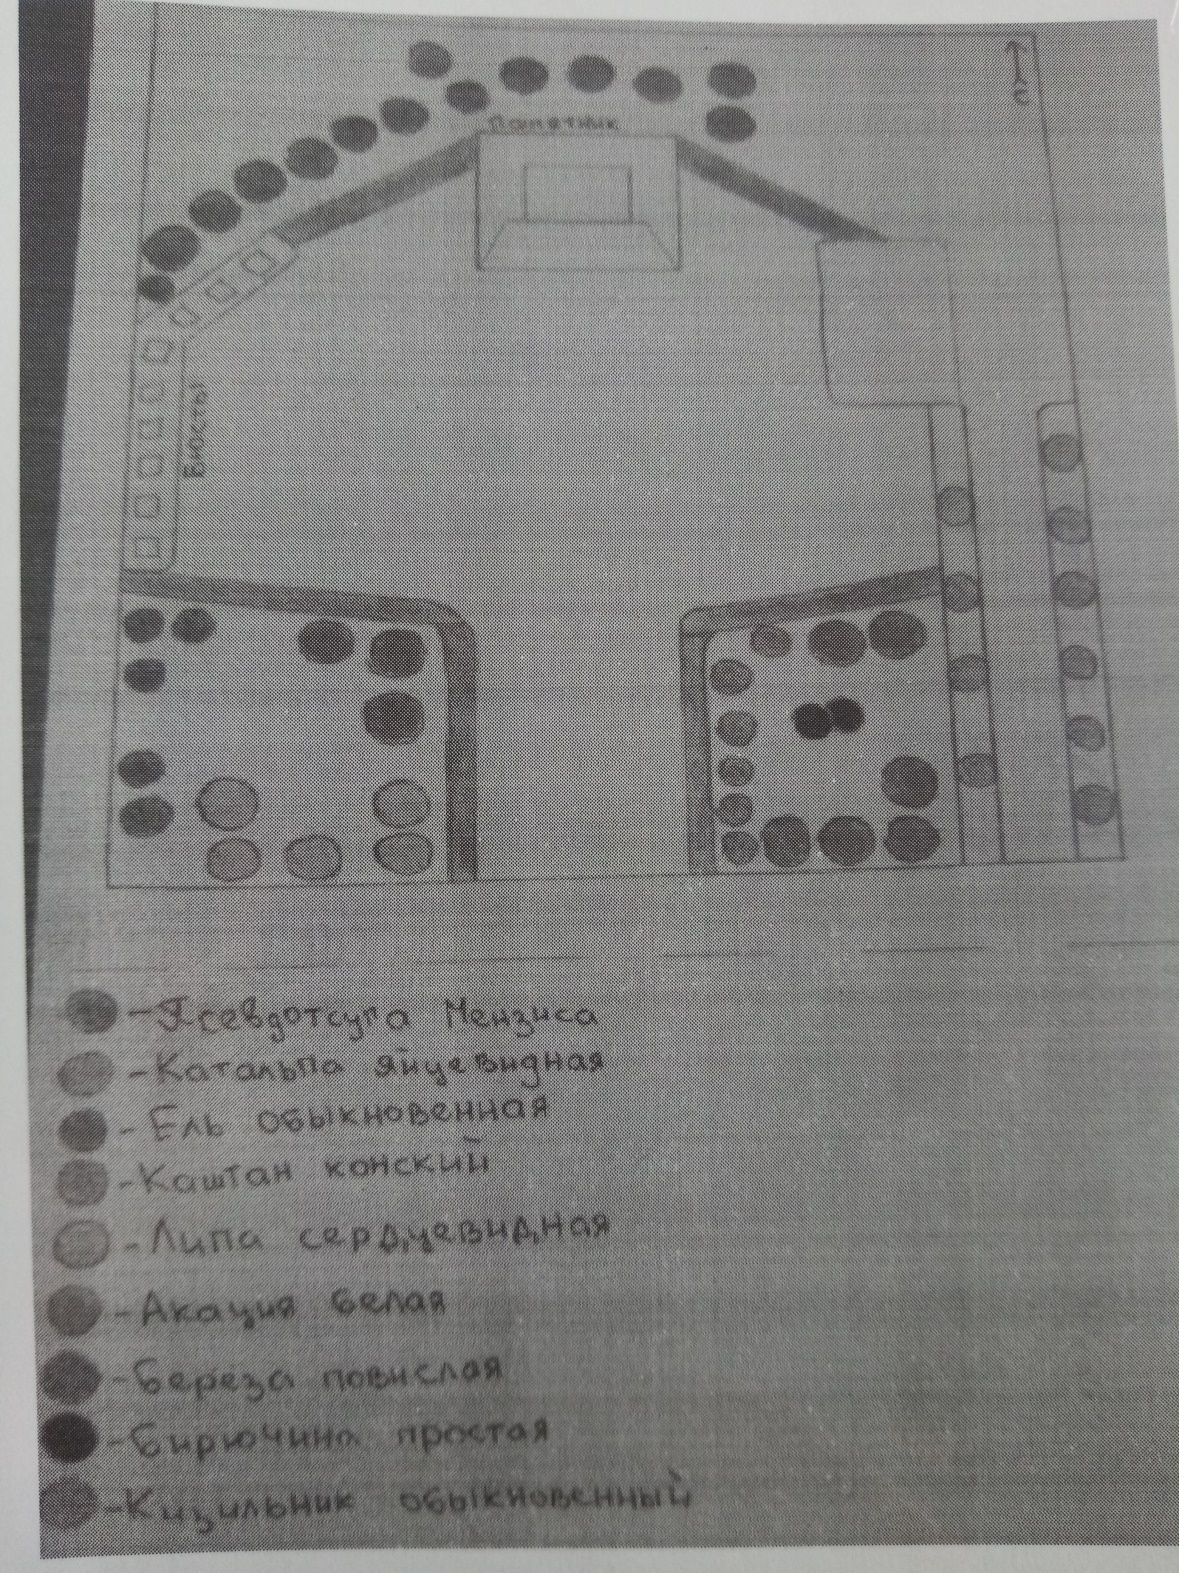 С
Памятник
Бюсты
- Псевдотсуга Мензиса
- Катальпа яйцевидная
- Ель обыкновенная
- Каштан конский
- Липа сердцевидная
- Акация белая
- Береза повислая
- Бирючина простая
- Кизильник обыкновенный